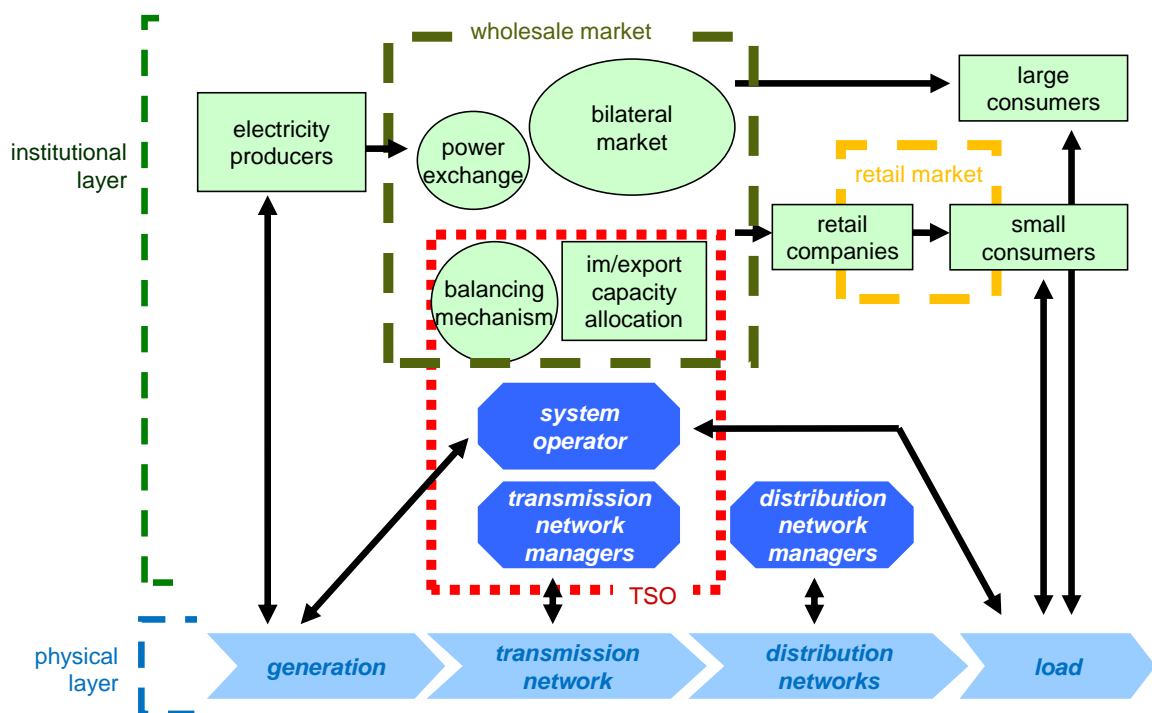 wholesale market
large
consumers
electricity
producers
bilateral
market
power
exchange
institutional
layer
retail market
retail
companies
small
consumers
balancing
mechanism
im/export
capacity
allocation
system
operator
transmission
network
managers
distribution
network
managers
TSO
physical
layer
generation
transmission
network
distribution
networks
load